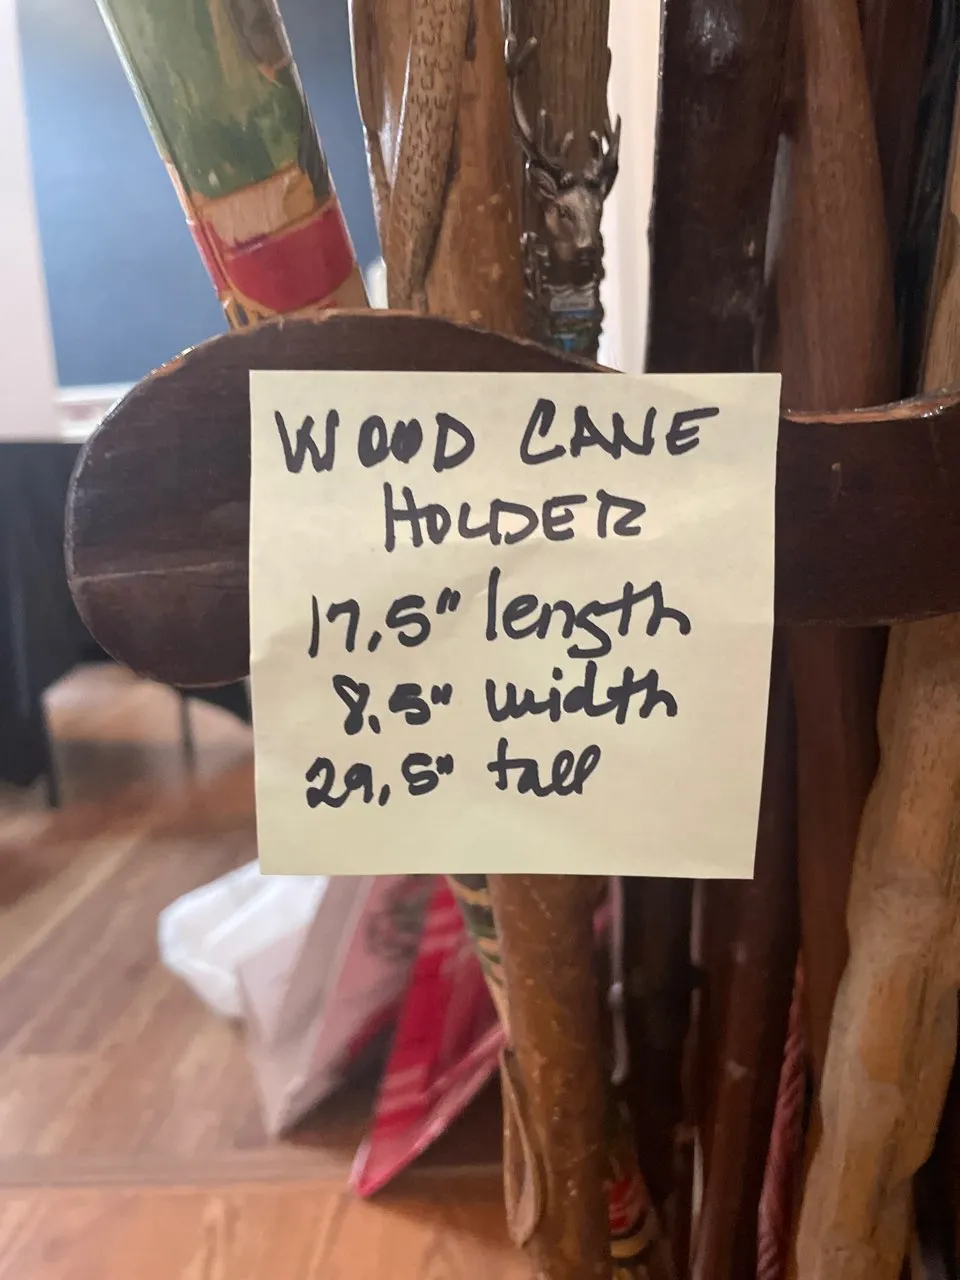 WOOD CANE
HOLDER
17.5" length
8.5" width
29.5" tall